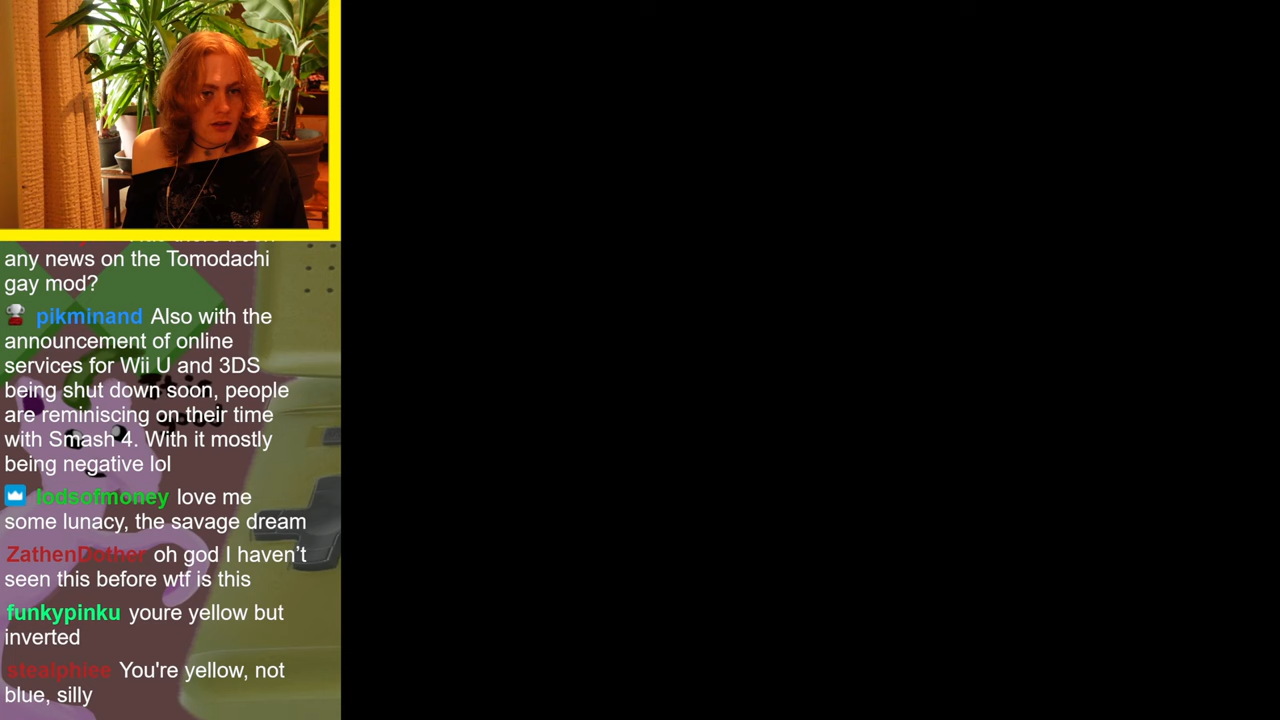 any news on the Tomodachi
gay mod?
pikminand Also with the
announcement of online
services for Wii U and 3DS
being shut down soon, people
are reminiscing on their time
with Smash 4. With it mostly
being negative lol
lodsofmoney love me
some lunacy, the savage dream
ZathenDother oh god I haven’t
seen this before wtf is this
funkypinku youre yellow but
inverted
stealphiee You're yellow, not
blue, silly